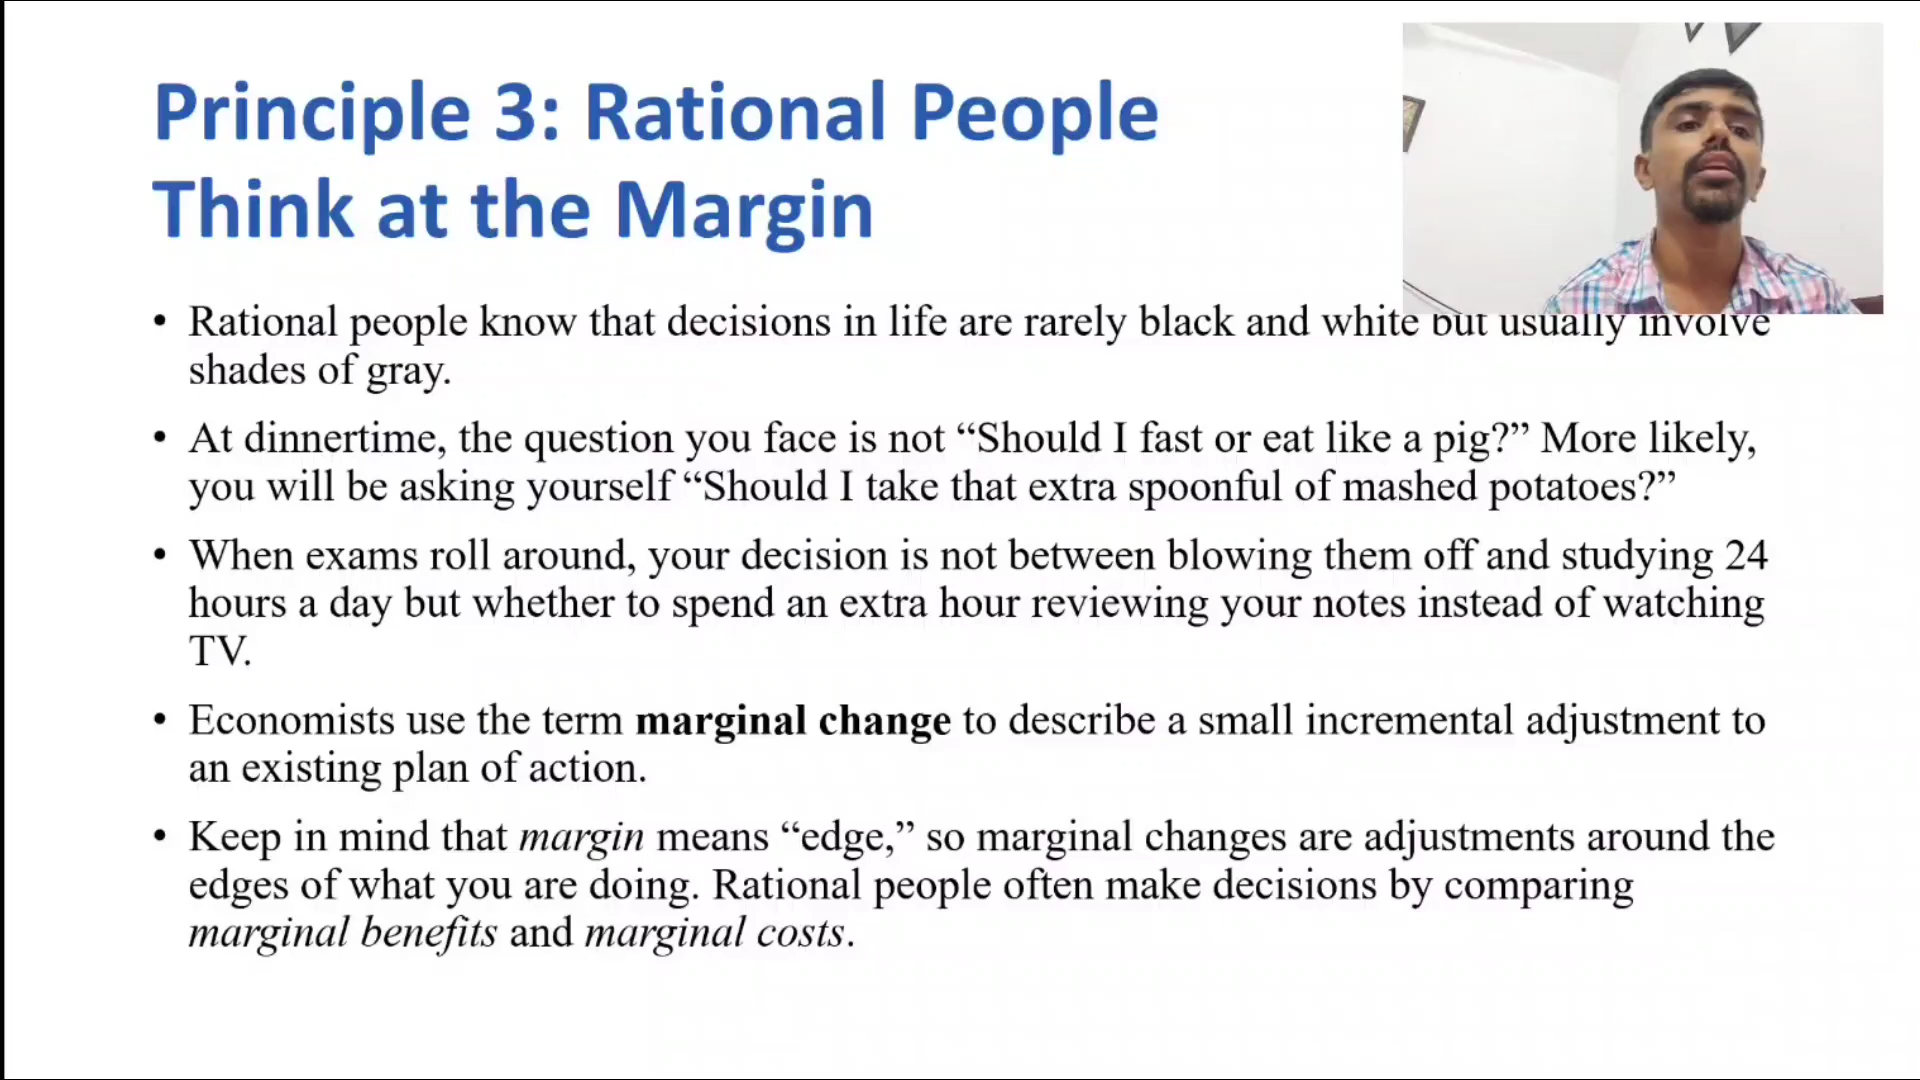 Principle 3: Rational People
Think at the Margin
• Rational people know that decisions in life are rarely black and white but usually involve
shades of gray.
• At dinnertime, the question you face is not “Should I fast or eat like a pig?” More likely,
you will be asking yourself “Should I take that extra spoonful of mashed potatoes?”
• When exams roll around, your decision is not between blowing them off and studying 24
hours a day but whether to spend an extra hour reviewing your notes instead of watching
TV.
• Economists use the term marginal change to describe a small incremental adjustment to
an existing plan of action.
• Keep in mind that margin means “edge,” so marginal changes are adjustments around the
edges of what you are doing. Rational people often make decisions by comparing
marginal benefits and marginal costs.